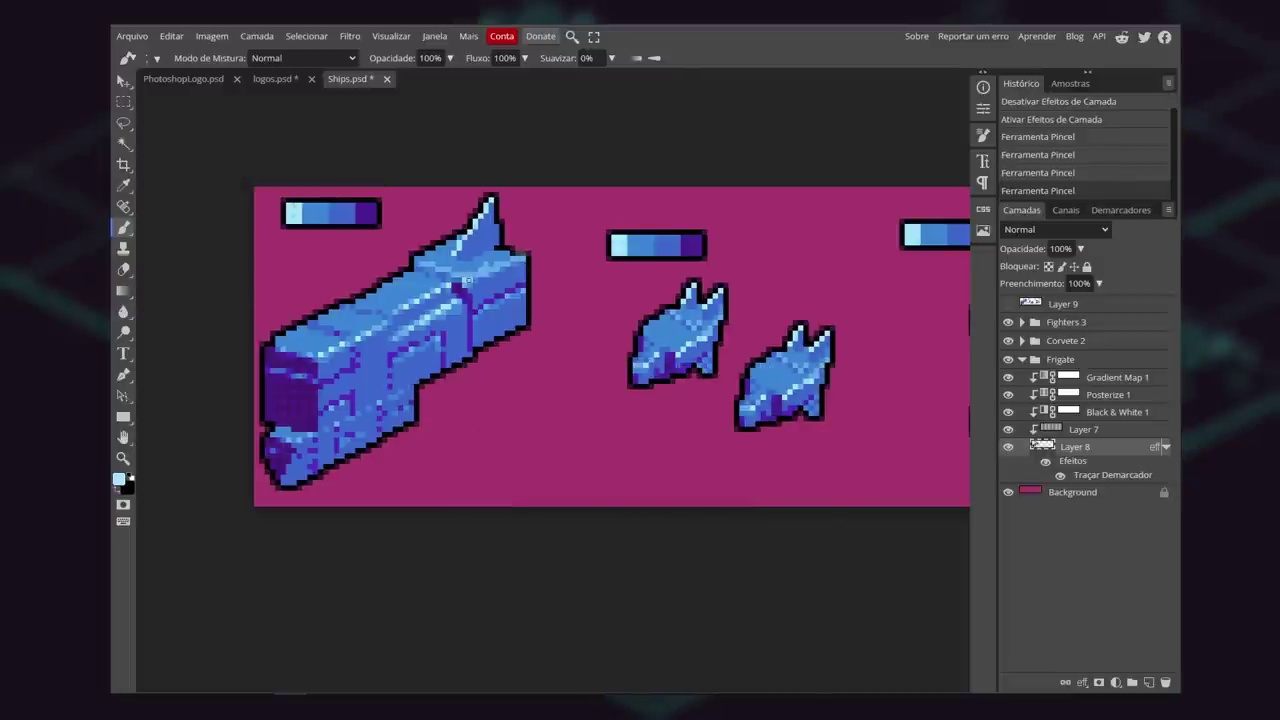 Arquivo Editar Imagem Camada Selecionar Filtro Visualizar Janela Mais Conta Donate Sobre Reportar um erro Aprender Blog API
Modo de Mistura: Normal Opacidade: 100% Fluxo: 100% Suavizar: 0%
PhotoshopLogo.psd logos.psd * Ships.psd *
Histórico Amostras
Desativar Efeitos de Camada
Ativar Efeitos de Camada
Ferramenta Pincel
Ferramenta Pincel
Ferramenta Pincel
Ferramenta Pincel
CSS
Camadas Canais Demarcadores
Normal
Opacidade: 100%
Bloquear:
Preenchimento: 100%
Layer 9
Fighters 3
Corvete 2
Frigate
Gradient Map 1
Posterize 1
Black & White 1
Layer 7
Layer 8 eff
Efeitos
Traçar Demarcador
Background
eff